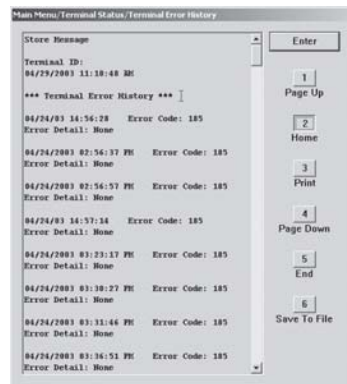 Main Menu/Terminal Status/Terminal Error History
Store Message
Terminal ID:
04/29/2003 11:18:48 AM
*** Terminal Error History ***
04/24/03 14:56:28 Error Code: 185
Error Detail: None
04/24/2003 02:56:37 PM Error Code: 185
Error Detail: None
04/24/2003 02:56:57 PM Error Code: 185
Error Detail: None
04/24/03 14:57:14 Error Code: 185
Error Detail: None
04/24/2003 03:23:17 PM Error Code: 185
Error Detail: None
04/24/2003 03:30:27 PM Error Code: 185
Error Detail: None
04/24/2003 03:31:46 PM Error Code: 185
Error Detail: None
04/24/2003 03:36:51 PM Error Code: 185
Error Detail: None
Enter
1
Page Up
2
Home
3
Print
4
Page Down
5
End
6
Save To File